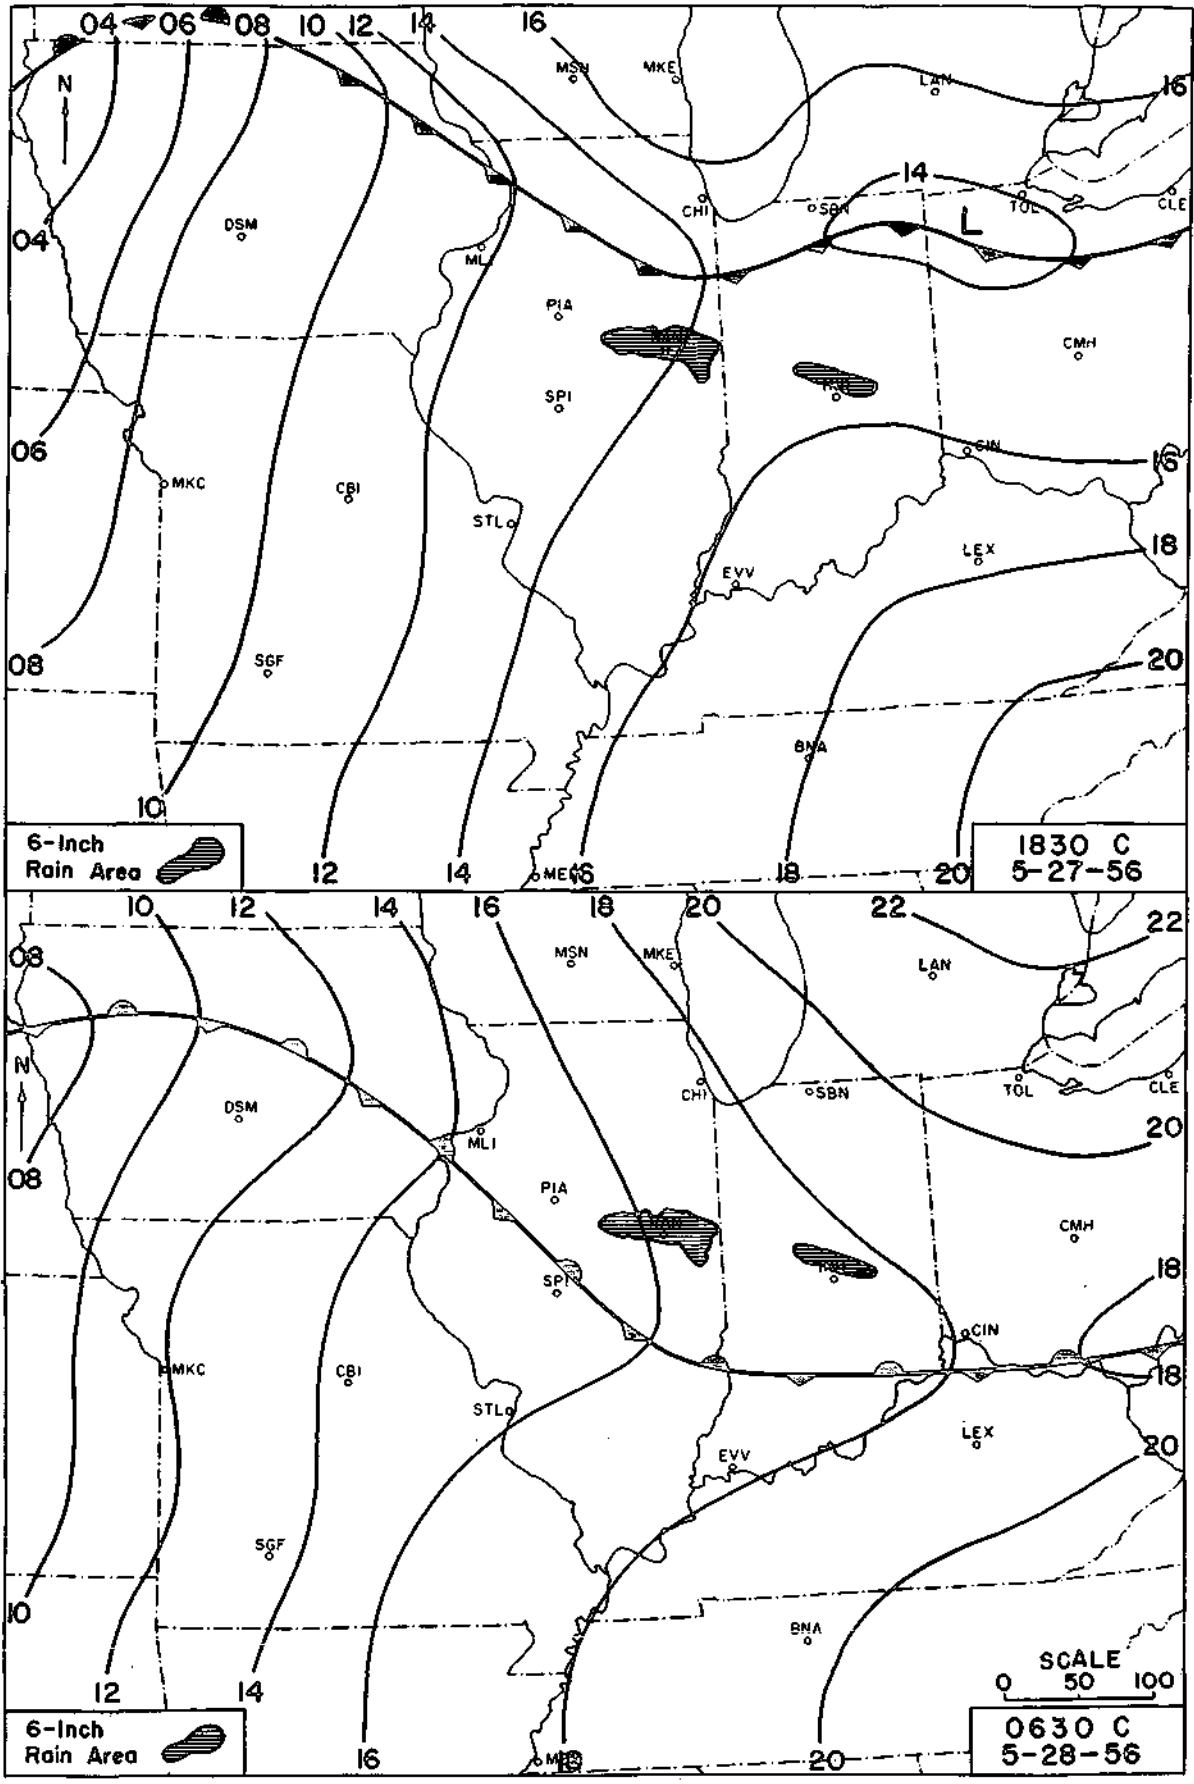 04 06 08 10 12 14 16
MSN MKE LAN 16
N
14
CHI SBN TOL CLE
DSM L
04
MLI
PIA
CMH
SPI
06
CIN 16
MKC CBI
STL
LEX 18
EVV
08 SGF
20
BNA
10
6-Inch
Rain Area
12 14 16 18 20
1830 C
5-27-56
10 12 14 16 18 20 22
22
08 MSN MKE LAN
N
DSM CHI SBN TOL CLE
MLI 20
08
PIA
CMH
SPI 18
CIN
MKC CBI 18
STL
LEX 20
EVV
SGF
10
BNA
SCALE
0 50 100
12 14
6-Inch
Rain Area
16 18 20
0630 C
5-28-56